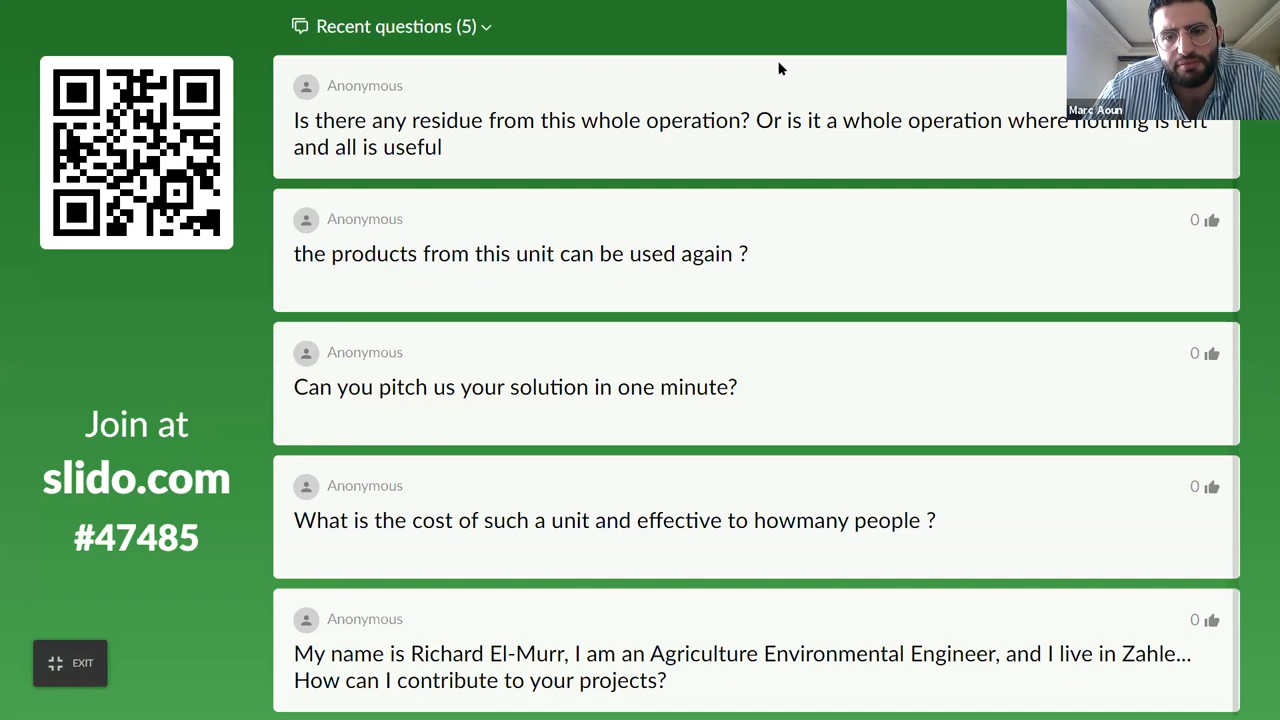 Recent questions (5)
Marc Aoun
Anonymous
Is there any residue from this whole operation? Or is it a whole operation where nothing is left
and all is useful
Anonymous
0
the products from this unit can be used again ?
Anonymous
0
Can you pitch us your solution in one minute?
Join at
slido.com
#47485
Anonymous
0
What is the cost of such a unit and effective to howmany people ?
EXIT
Anonymous
0
My name is Richard El-Murr, I am an Agriculture Environmental Engineer, and I live in Zahle...
How can I contribute to your projects?